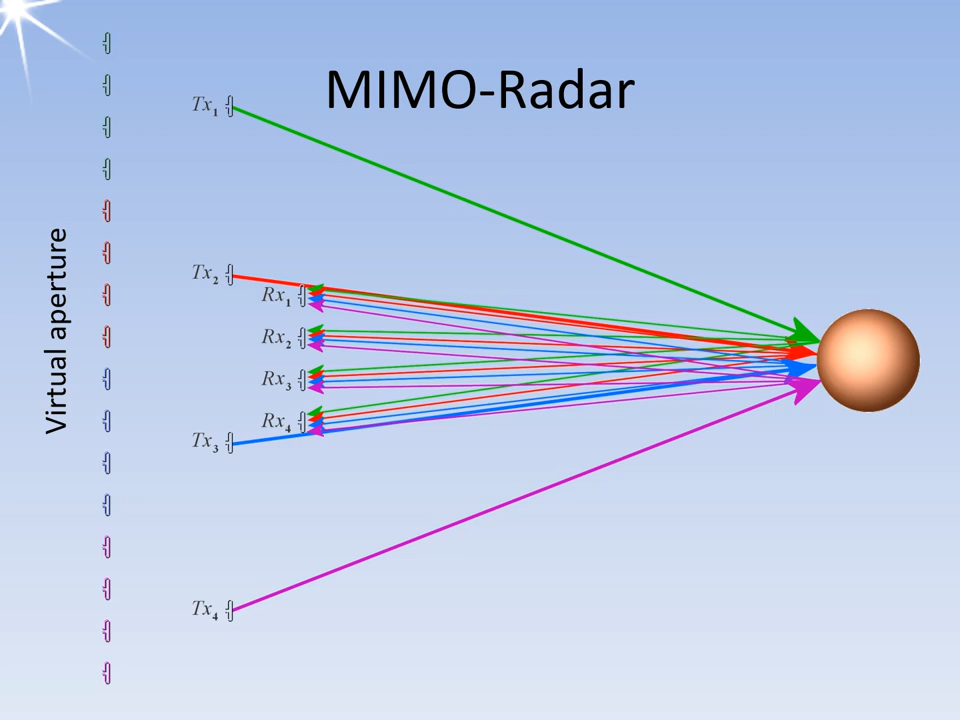 MIMO-Radar
Tx1
Tx2
Rx1
Rx2
Rx3
Rx4
Tx3
Tx4
Virtual aperture